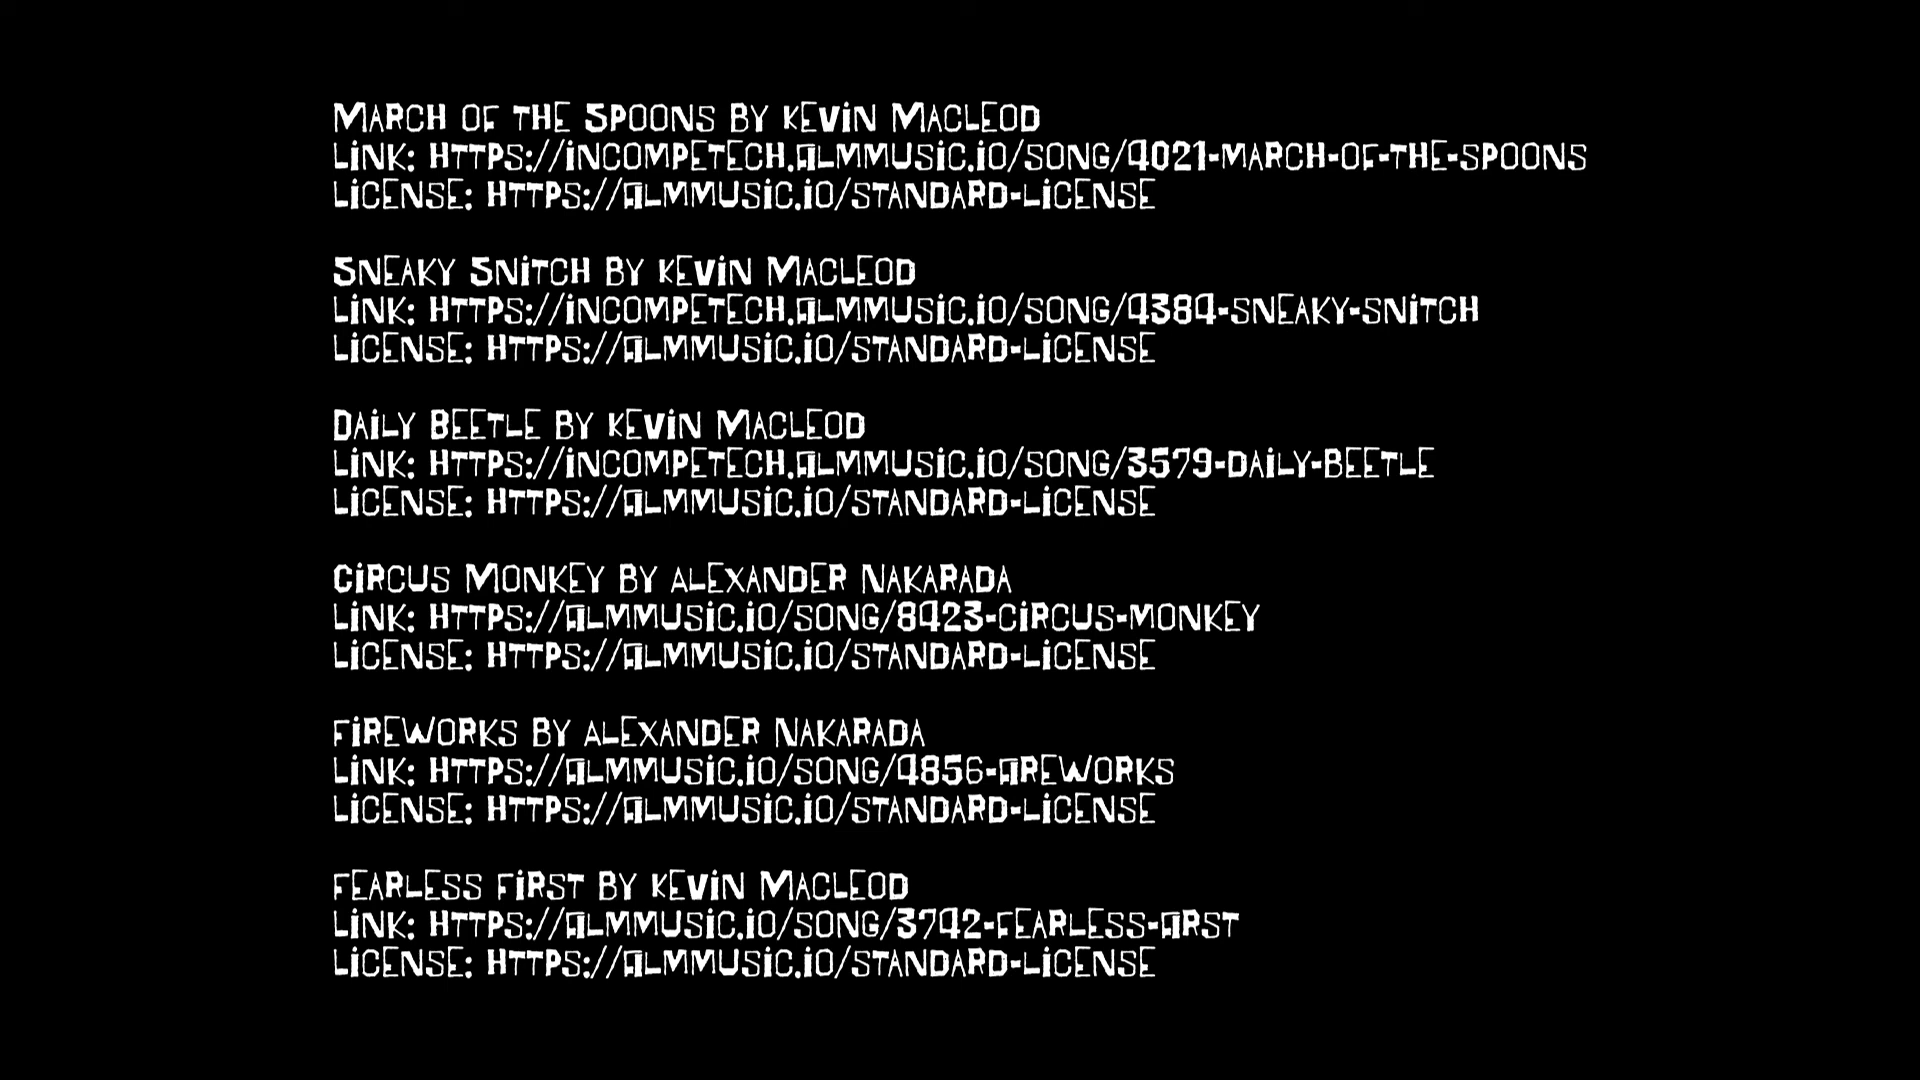 March of the Spoons by Kevin MacLeod
Link: https://incompetech.filmmusic.io/song/4021-march-of-the-spoons
License: https://filmmusic.io/standard-license
Sneaky Snitch by Kevin MacLeod
Link: https://incompetech.filmmusic.io/song/4384-sneaky-snitch
License: https://filmmusic.io/standard-license
Daily Beetle by Kevin MacLeod
Link: https://incompetech.filmmusic.io/song/3579-daily-beetle
License: https://filmmusic.io/standard-license
Circus Monkey by Alexander Nakarada
Link: https://filmmusic.io/song/8423-circus-monkey
License: https://filmmusic.io/standard-license
Fireworks by Alexander Nakarada
Link: https://filmmusic.io/song/4856-fireworks
License: https://filmmusic.io/standard-license
Fearless First by Kevin MacLeod
Link: https://filmmusic.io/song/3742-fearless-first
License: https://filmmusic.io/standard-license